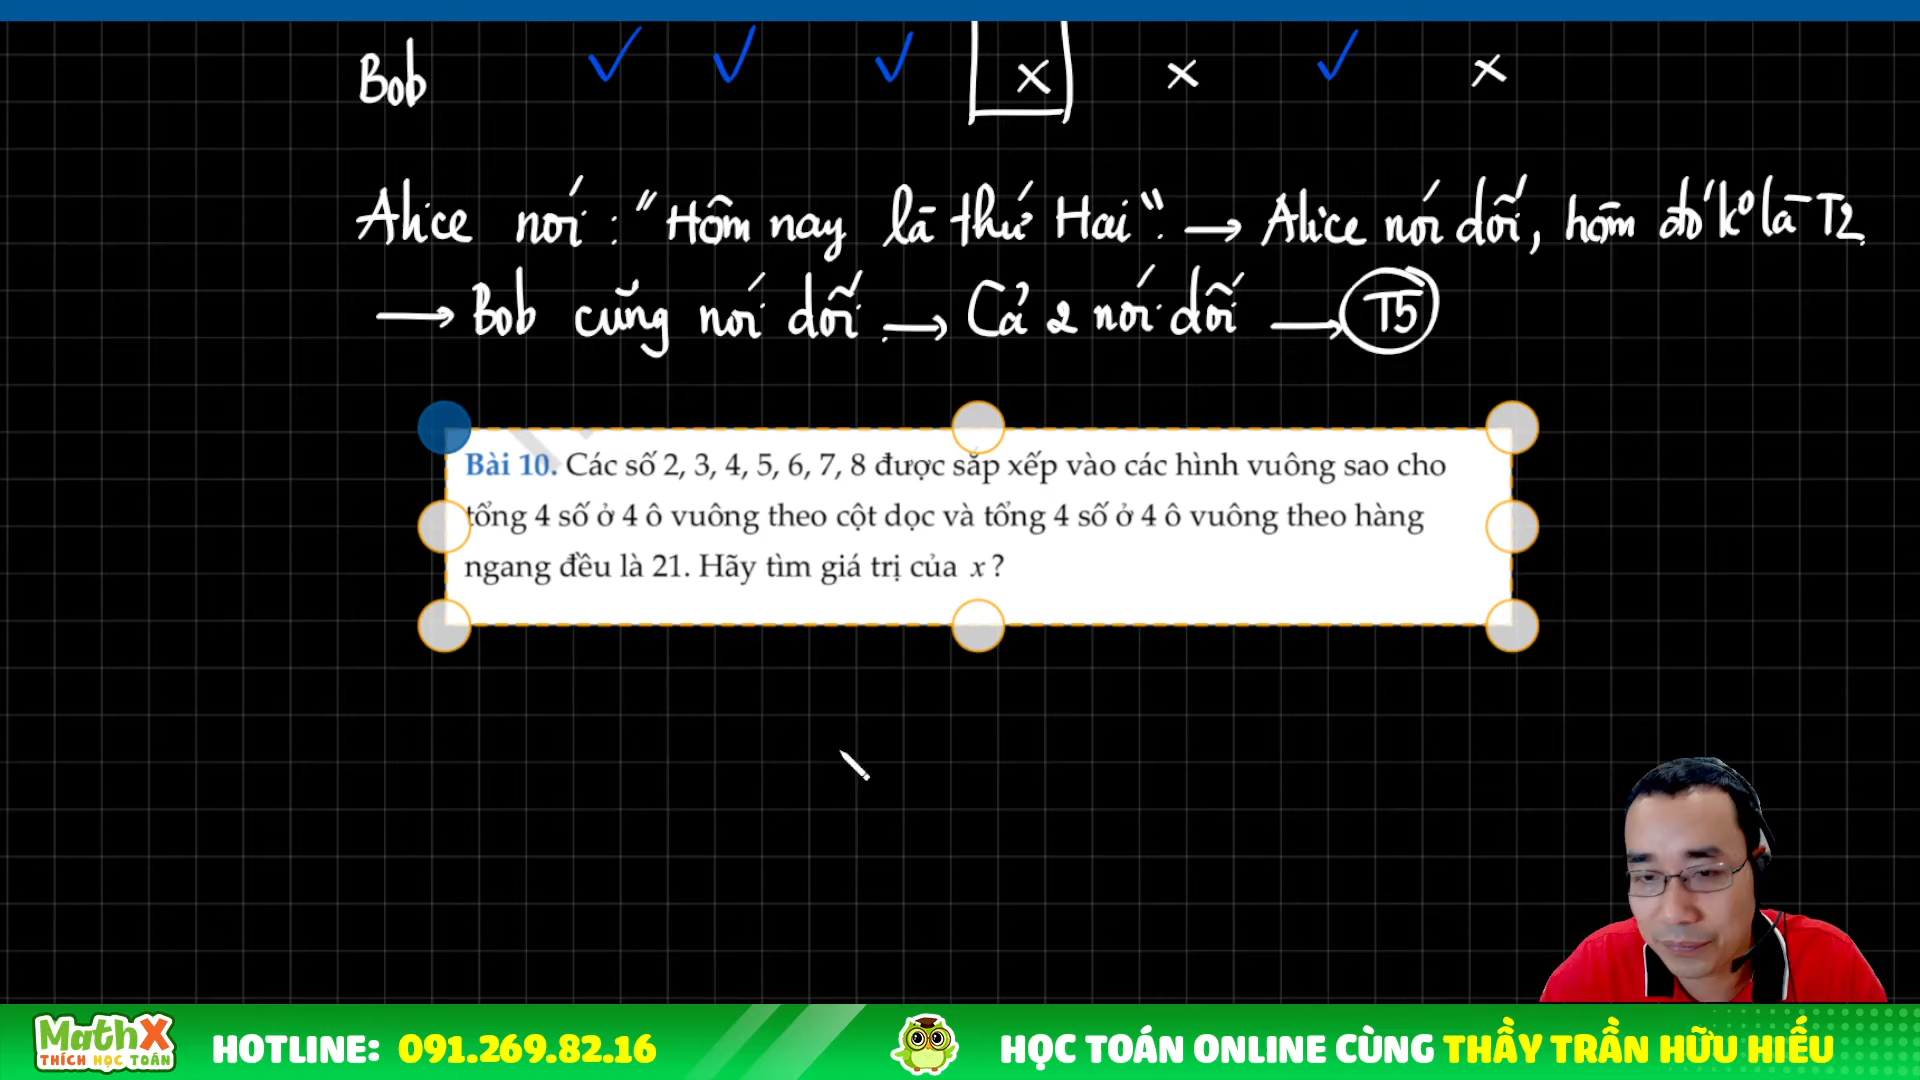 Bob ✓ ✓ ✓ x x ✓ x
Alice nói : "Hôm nay là thứ Hai". → Alice nói dối, hôm đó k° là T2.
→ Bob cũng nói dối. → Cả 2 nói dối → T5
Bài 10. Các số 2, 3, 4, 5, 6, 7, 8 được sắp xếp vào các hình vuông sao cho
tổng 4 số ở 4 ô vuông theo cột dọc và tổng 4 số ở 4 ô vuông theo hàng
ngang đều là 21. Hãy tìm giá trị của x ?
MathX
THÍCH HỌC TOÁN
HOTLINE: 091.269.82.16
HỌC TOÁN ONLINE CÙNG THẦY TRẦN HỮU HIẾU